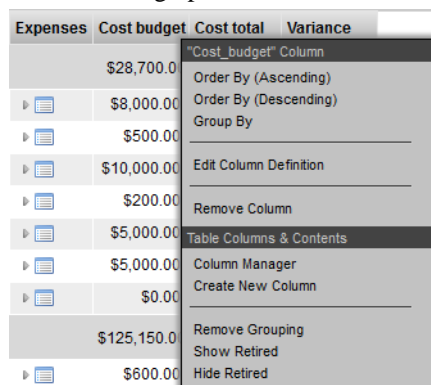 Expenses Cost budget Cost total Variance
"Cost_budget" Column
$28,700.0
Order By (Ascending)
$8,000.00
Order By (Descending)
Group By
$500.00
$10,000.00
Edit Column Definition
$200.00
Remove Column
$5,000.00
Table Columns & Contents
$5,000.00
Column Manager
Create New Column
$0.00
$125,150.0
Remove Grouping
Show Retired
$600.00
Hide Retired